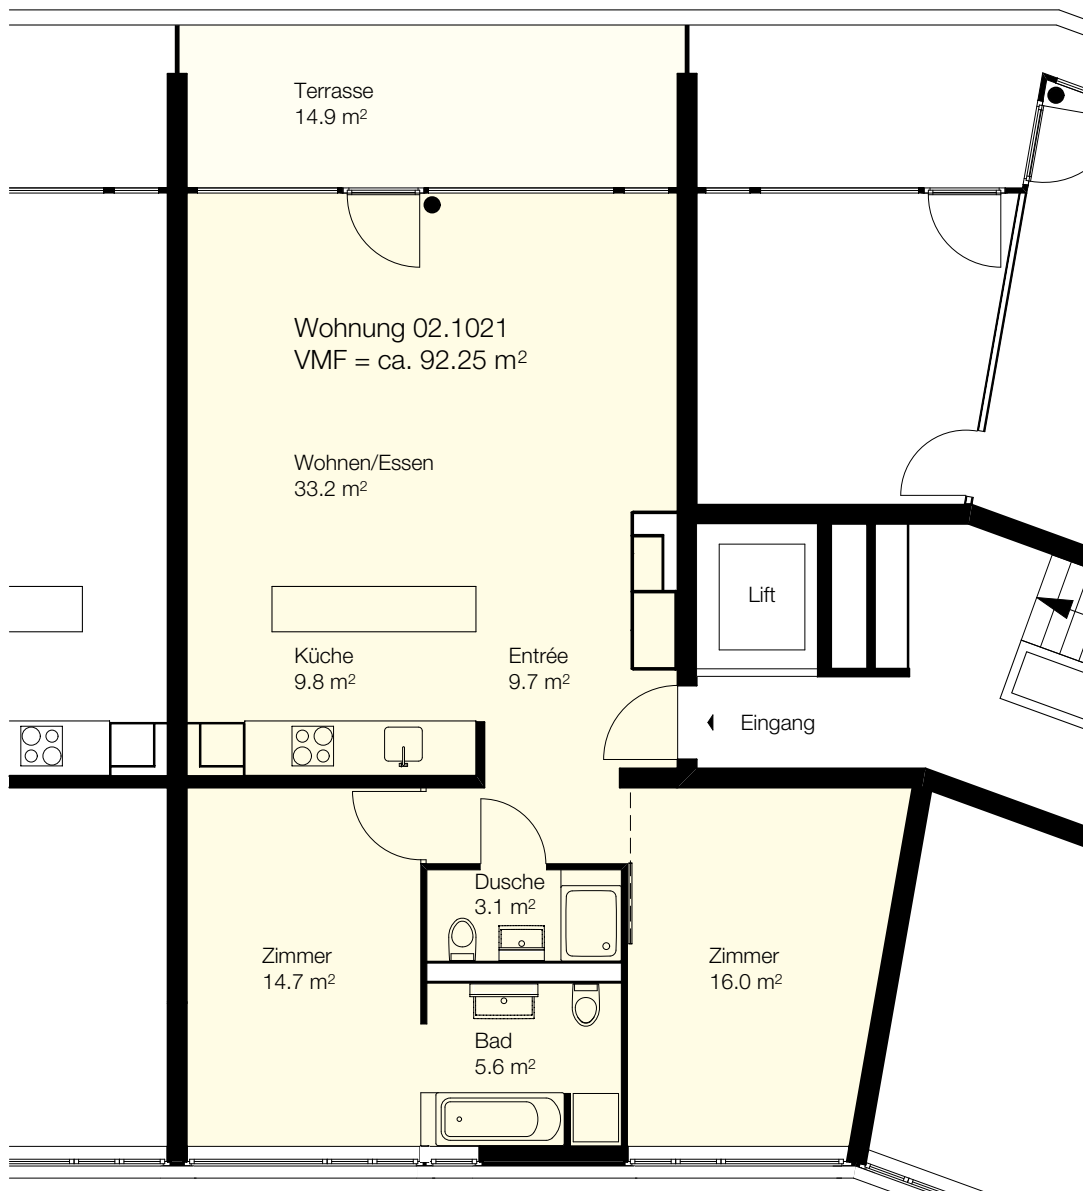 Terrasse
14.9 m²
Wohnung 02.1021
VMF = ca. 92.25 m²
Wohnen/Essen
33.2 m²
Lift
Küche
9.8 m²
Entrée
9.7 m²
Eingang
Dusche
3.1 m²
Zimmer
14.7 m²
Zimmer
16.0 m²
Bad
5.6 m²